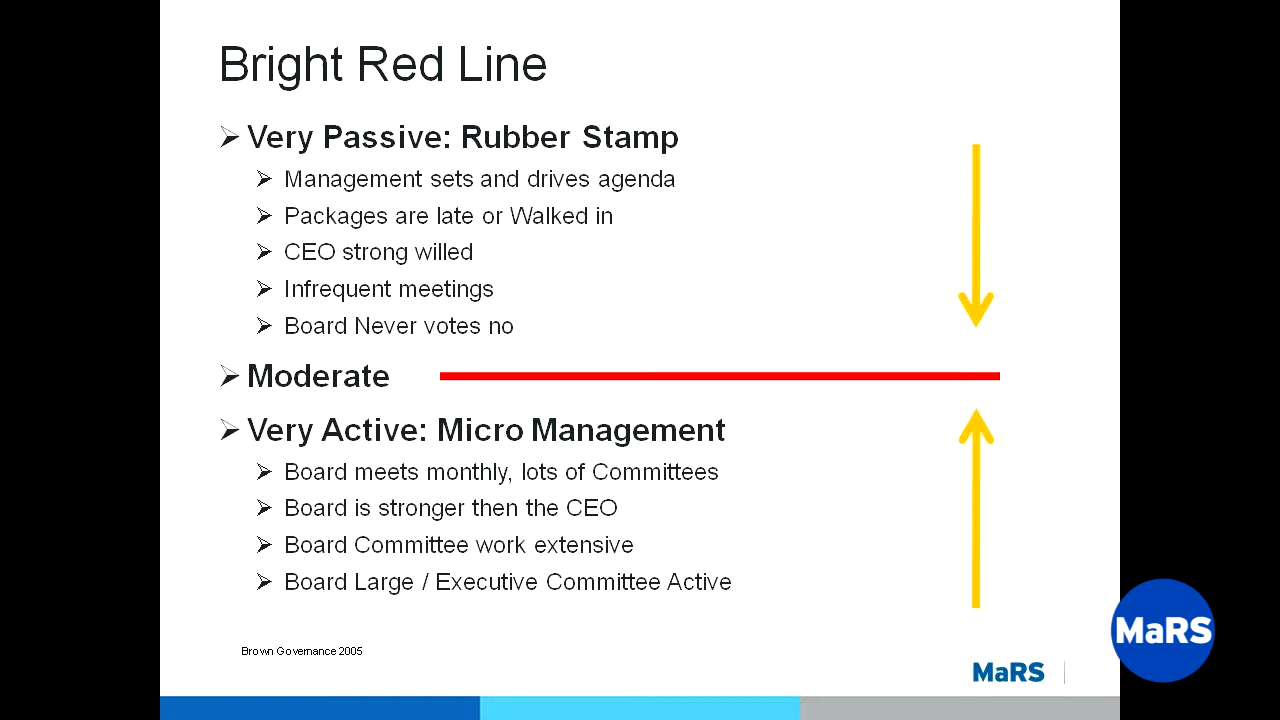 Bright Red Line
Very Passive: Rubber Stamp
Management sets and drives agenda
Packages are late or Walked in
CEO strong willed
Infrequent meetings
Board Never votes no
Moderate
Very Active: Micro Management
Board meets monthly, lots of Committees
Board is stronger then the CEO
Board Committee work extensive
Board Large / Executive Committee Active
Brown Governance 2005
MaRS
MaRS